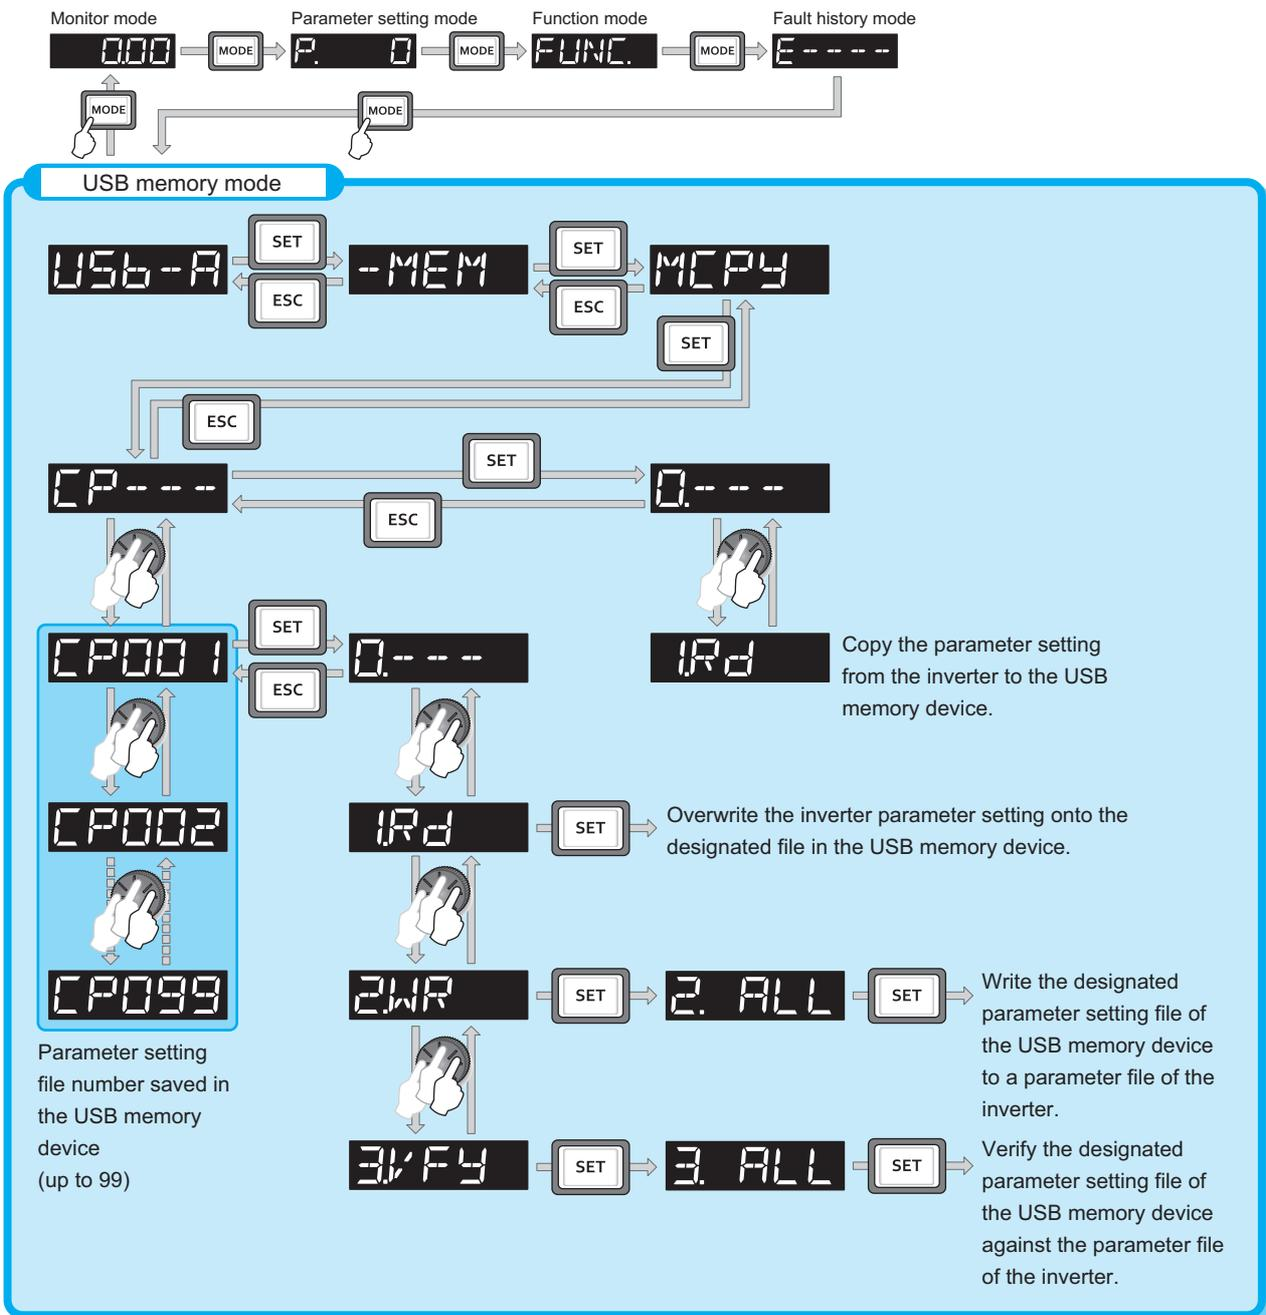 Monitor mode
Parameter setting mode
Function mode
Fault history mode
0.00
MODE
P. 0
MODE
FUNC.
MODE
E----
MODE
MODE
USB memory mode
USb-A
SET
ESC
-MEM
SET
ESC
MCPY
SET
ESC
CP---
SET
ESC
0.---
CP001
SET
ESC
0.---
1.Rd
Copy the parameter setting
from the inverter to the USB
memory device.
CP002
1.Rd
SET
Overwrite the inverter parameter setting onto the
designated file in the USB memory device.
CP099
2.WR
SET
2. ALL
SET
Write the designated
parameter setting file of
the USB memory device
to a parameter file of the
inverter.
Parameter setting
file number saved in
the USB memory
device
(up to 99)
3.VFY
SET
3. ALL
SET
Verify the designated
parameter setting file of
the USB memory device
against the parameter file
of the inverter.